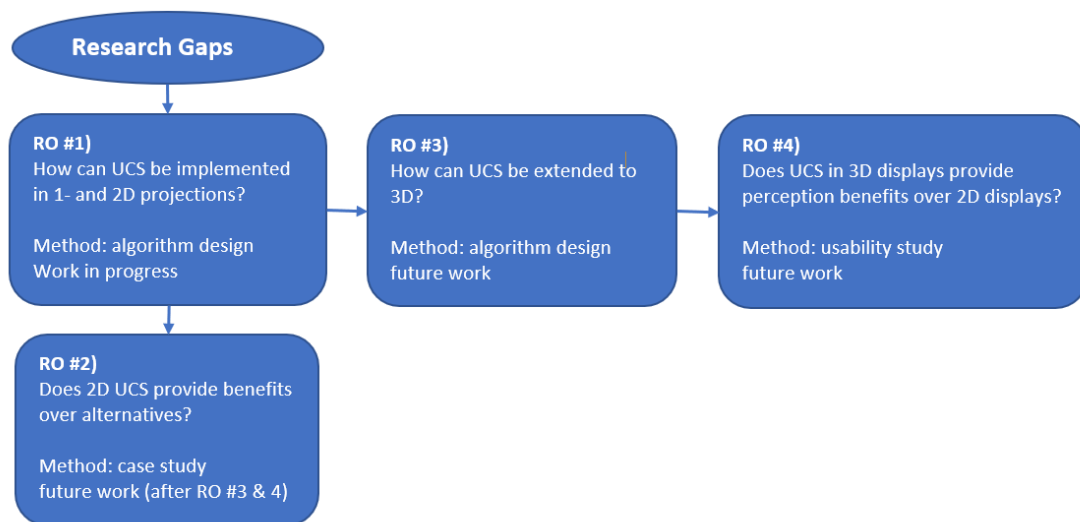 Research Gaps
RO #1)
How can UCS be implemented
in 1- and 2D projections?
Method: algorithm design
Work in progress
RO #3)
How can UCS be extended to
3D?
Method: algorithm design
future work
RO #4)
Does UCS in 3D displays provide
perception benefits over 2D displays?
Method: usability study
future work
RO #2)
Does 2D UCS provide benefits
over alternatives?
Method: case study
future work (after RO #3 & 4)